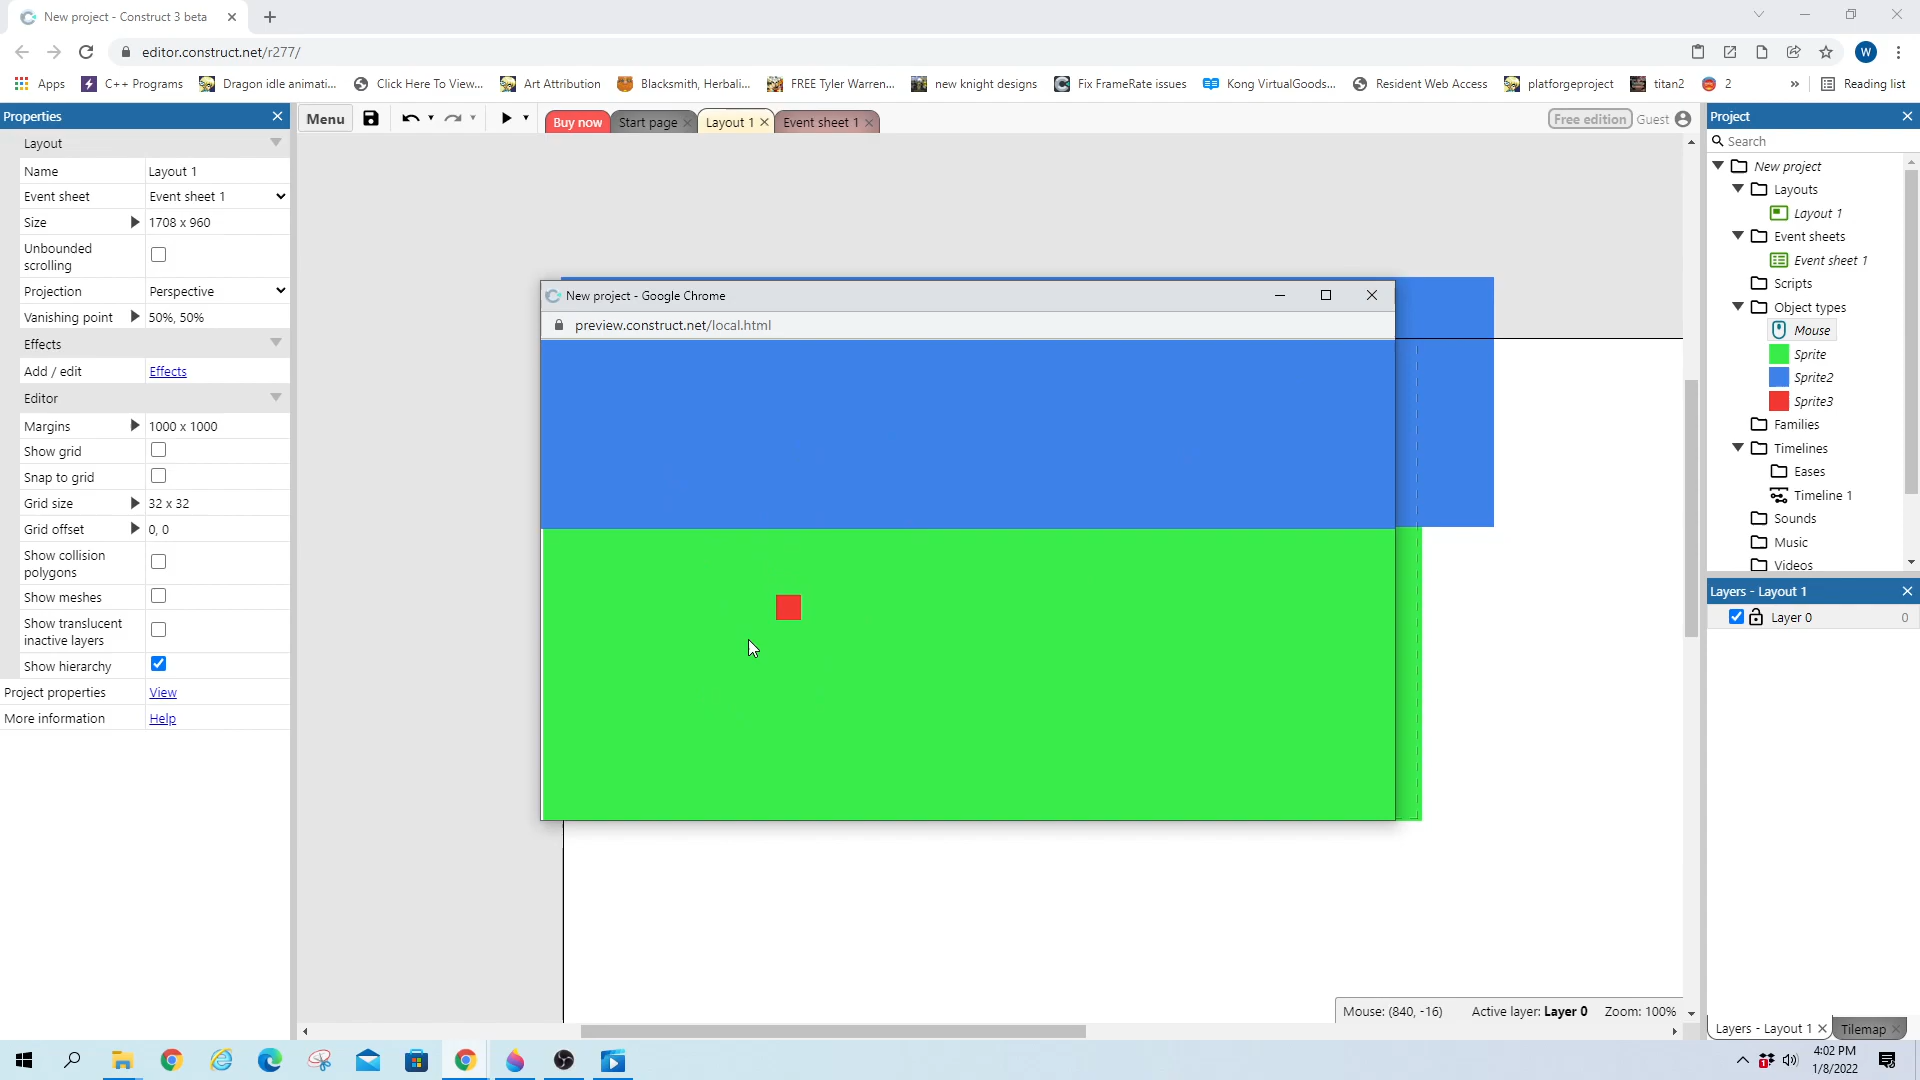 New project - Construct 3 beta
editor.construct.net/r277/
W
Apps
C++ Programs
Dragon idle animati...
Click Here To View...
Art Attribution
Blacksmith, Herbali...
FREE Tyler Warren...
new knight designs
Fix FrameRate issues
Kong VirtualGoods...
Resident Web Access
platforgeproject
titan2
2
»
Reading list
Properties
Menu
Buy now
Start page
Layout 1
Event sheet 1
Free edition
Guest
Project
Layout
Search
Name
Layout 1
Event sheet
Event sheet 1
Size
1708 x 960
Unbounded
scrolling
Projection
Perspective
Vanishing point
50%, 50%
Effects
Add / edit
Effects
Editor
Margins
1000 x 1000
Show grid
Snap to grid
Grid size
32 x 32
Grid offset
0, 0
Show collision
polygons
Show meshes
Show translucent
inactive layers
Show hierarchy
Project properties
View
More information
Help
New project - Google Chrome
preview.construct.net/local.html
New project
Layouts
Layout 1
Event sheets
Event sheet 1
Scripts
Object types
Mouse
Sprite
Sprite2
Sprite3
Families
Timelines
Eases
Timeline 1
Sounds
Music
Videos
Layers - Layout 1
Layer 0
0
Mouse: (840, -16)
Active layer: Layer 0
Zoom: 100%
Layers - Layout 1
Tilemap
4:02 PM
1/8/2022